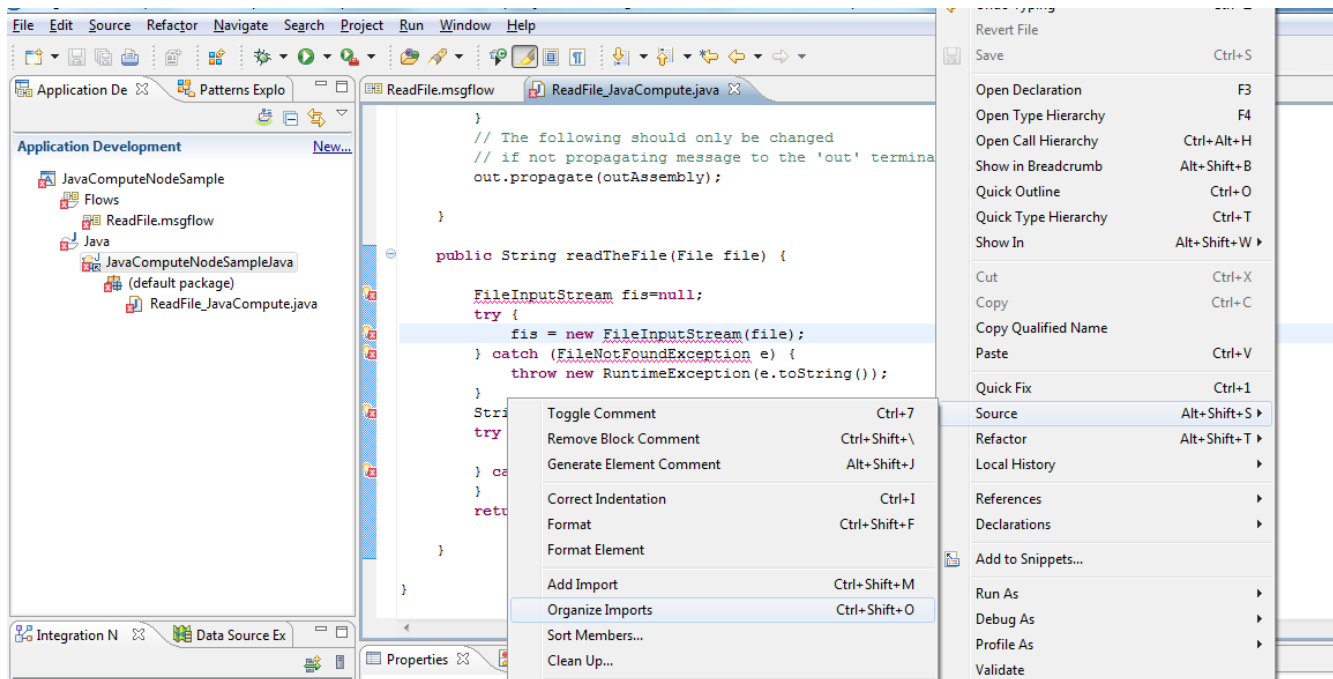 File Edit Source Refactor Navigate Search Project Run Window Help
Application De
Patterns Explo
Application Development New...
JavaComputeNodeSample
Flows
ReadFile.msgflow
Java
JavaComputeNodeSampleJava
(default package)
ReadFile_JavaCompute.java
Integration N
Data Source Ex
ReadFile.msgflow
ReadFile_JavaCompute.java
}
// The following should only be changed
// if not propagating message to the 'out' termina
out.propagate(outAssembly);
}
public String readTheFile(File file) {
FileInputStream fis=null;
try {
fis = new FileInputStream(file);
} catch (FileNotFoundException e) {
throw new RuntimeException(e.toString());
}
Stri
try
} ca
}
retu
}
}
Properties
Toggle Comment Ctrl+7
Remove Block Comment Ctrl+Shift+\
Generate Element Comment Alt+Shift+J
Correct Indentation Ctrl+I
Format Ctrl+Shift+F
Format Element
Add Import Ctrl+Shift+M
Organize Imports Ctrl+Shift+O
Sort Members...
Clean Up...
Revert File
Save Ctrl+S
Open Declaration F3
Open Type Hierarchy F4
Open Call Hierarchy Ctrl+Alt+H
Show in Breadcrumb Alt+Shift+B
Quick Outline Ctrl+O
Quick Type Hierarchy Ctrl+T
Show In Alt+Shift+W
Cut Ctrl+X
Copy Ctrl+C
Copy Qualified Name
Paste Ctrl+V
Quick Fix Ctrl+1
Source Alt+Shift+S
Refactor Alt+Shift+T
Local History
References
Declarations
Add to Snippets...
Run As
Debug As
Profile As
Validate